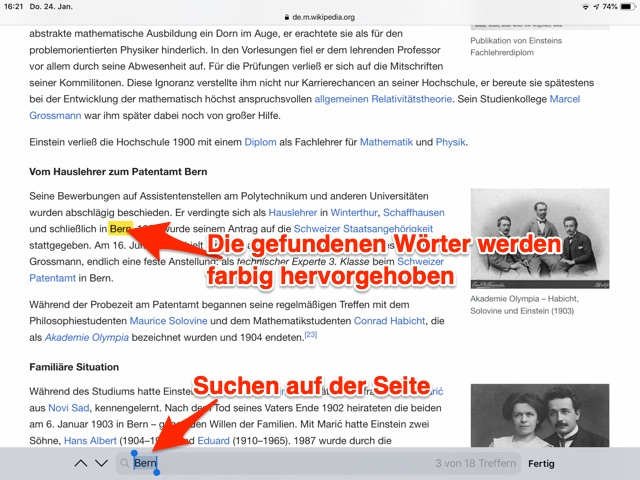 16:21 Do. 24. Jan.
74%
de.m.wikipedia.org
abstrakte mathematische Ausbildung ein Dorn im Auge, er erachtete sie als für den
problemorientierten Physiker hinderlich. In den Vorlesungen fiel er dem lehrenden Professor
vor allem durch seine Abwesenheit auf. Für die Prüfungen verließ er sich auf die Mitschriften
seiner Kommilitonen. Diese Ignoranz verstellte ihm nicht nur Karrierechancen an seiner Hochschule, er bereute sie spätestens
bei der Entwicklung der mathematisch höchst anspruchsvollen allgemeinen Relativitätstheorie. Sein Studienkollege Marcel
Grossmann war ihm später dabei noch von großer Hilfe.
Publikation von Einsteins
Fachlehrerdiplom
Einstein verließ die Hochschule 1900 mit einem Diplom als Fachlehrer für Mathematik und Physik.
Vom Hauslehrer zum Patentamt Bern
Seine Bewerbungen auf Assistentenstellen am Polytechnikum und anderen Universitäten
wurden abschlägig beschieden. Er verdingte sich als Hauslehrer in Winterthur, Schaffhausen
und schließlich in Bern. wurde seinem Antrag auf die Schweizer Staatsangehörigkeit
stattgegeben. Am 16.
Grossmann, endlich eine feste Anstellung: als technischer Experte 3. Klasse beim Schweizer
Patentamt in Bern.
Die gefundenen Wörter werden
farbig hervorgehoben
Akademie Olympia – Habicht,
Solovine und Einstein (1903)
Während der Probezeit am Patentamt begannen seine regelmäßigen Treffen mit dem
Philosophiestudenten Maurice Solovine und dem Mathematikstudenten Conrad Habicht, die
als Akademie Olympia bezeichnet wurden und 1904 endeten.[23]
Familiäre Situation
Suchen auf der Seite
Während des Studiums hatte Marić
aus Novi Sad, kennengelernt. Nach dem Tod seines Vaters Ende 1902 heirateten die beiden
am 6. Januar 1903 in Bern – gegen den Willen der Familien. Mit Marić hatte Einstein zwei
Söhne, Hans Albert (1904– und Eduard (1910–1965). 1987 wurde durch die
Bern
3 von 18 Treffern
Fertig